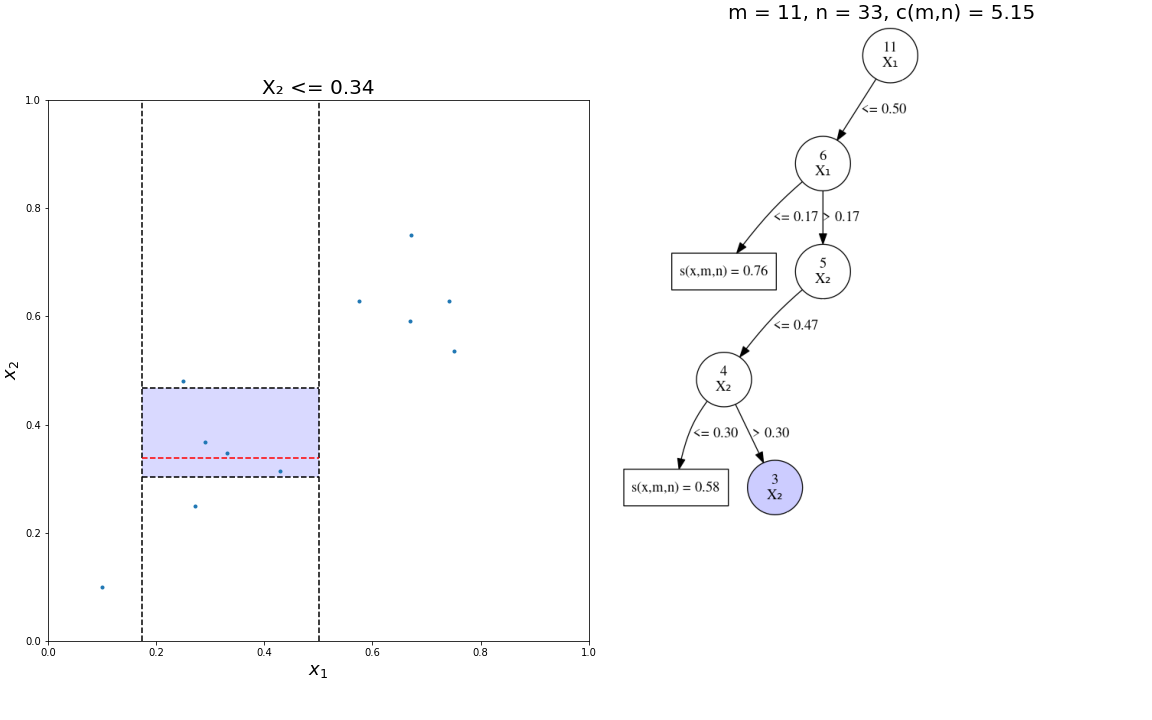 X₂ <= 0.34
1.0
0.8
0.6
0.4
0.2
0.0
x₂
0.0 0.2 0.4 0.6 0.8 1.0
x₁
m = 11, n = 33, c(m,n) = 5.15
11
X₁
<= 0.50
6
X₁
<= 0.17 > 0.17
s(x,m,n) = 0.76
5
X₂
<= 0.47
4
X₂
<= 0.30 > 0.30
s(x,m,n) = 0.58
3
X₂